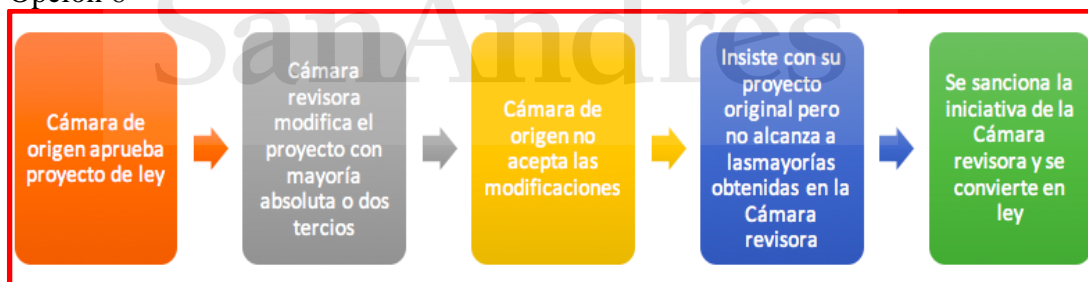 SanAndrés
Cámara de
origen aprueba
proyecto de ley
Cámara
revisora
modifica el
proyecto con
mayoría
absoluta o dos
tercios
Cámara de
origen no
acepta las
modificaciones
Insiste con su
proyecto
original pero
no alcanza a
lasmayorías
obtenidas en la
Cámara
revisora
Se sanciona la
iniciativa de la
Cámara
revisora y se
convierte en
ley